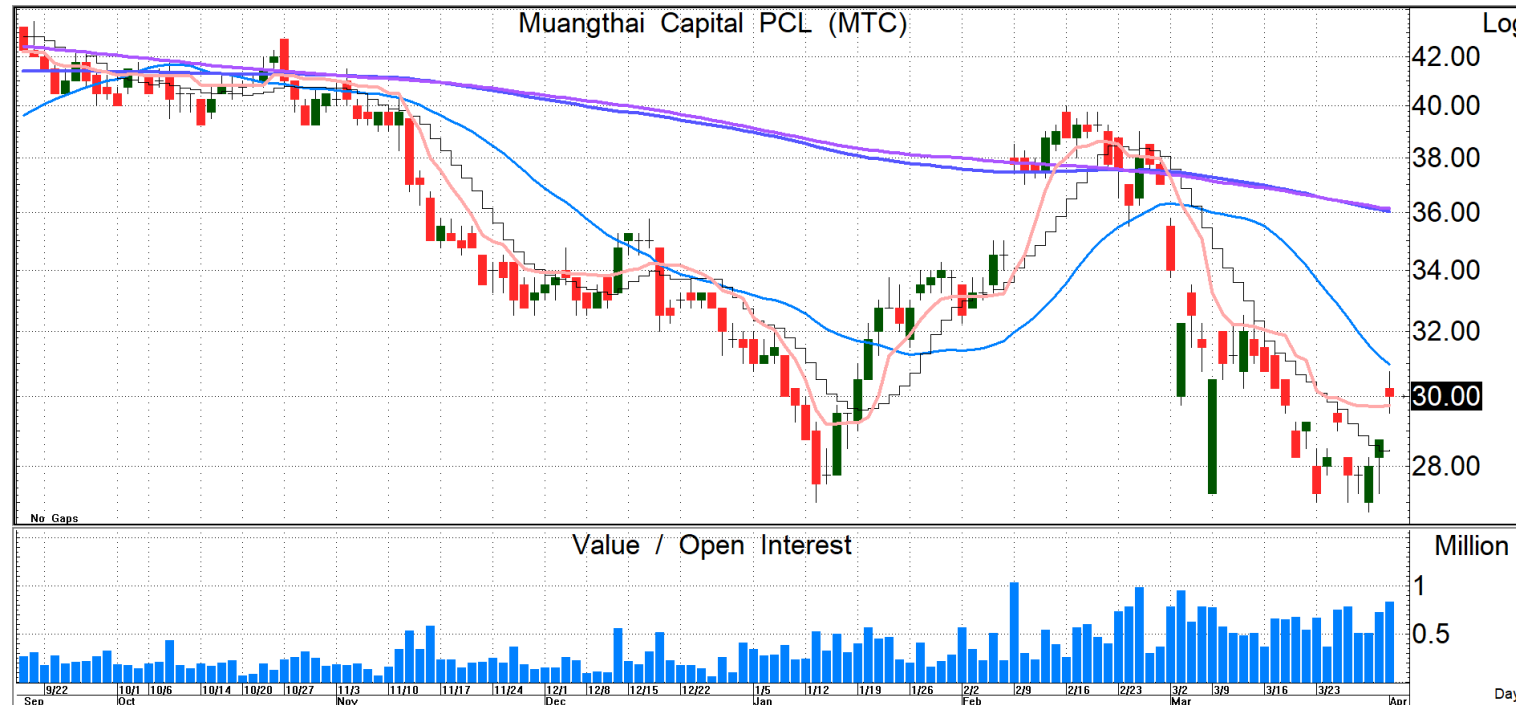 Muangthai Capital PCL (MTC)
Log
42.00
40.00
38.00
36.00
34.00
32.00
30.00
28.00
No Gaps
Value / Open Interest
Million
1
0.5
9/22 10/1 10/6 10/14 10/20 10/27 11/3 11/10 11/17 11/24 12/1 12/8 12/15 12/22 1/5 1/12 1/19 1/26 2/2 2/9 2/16 2/23 3/2 3/9 3/16 3/23
Sep Oct Nov Dec Jan Feb Mar Apr
Day